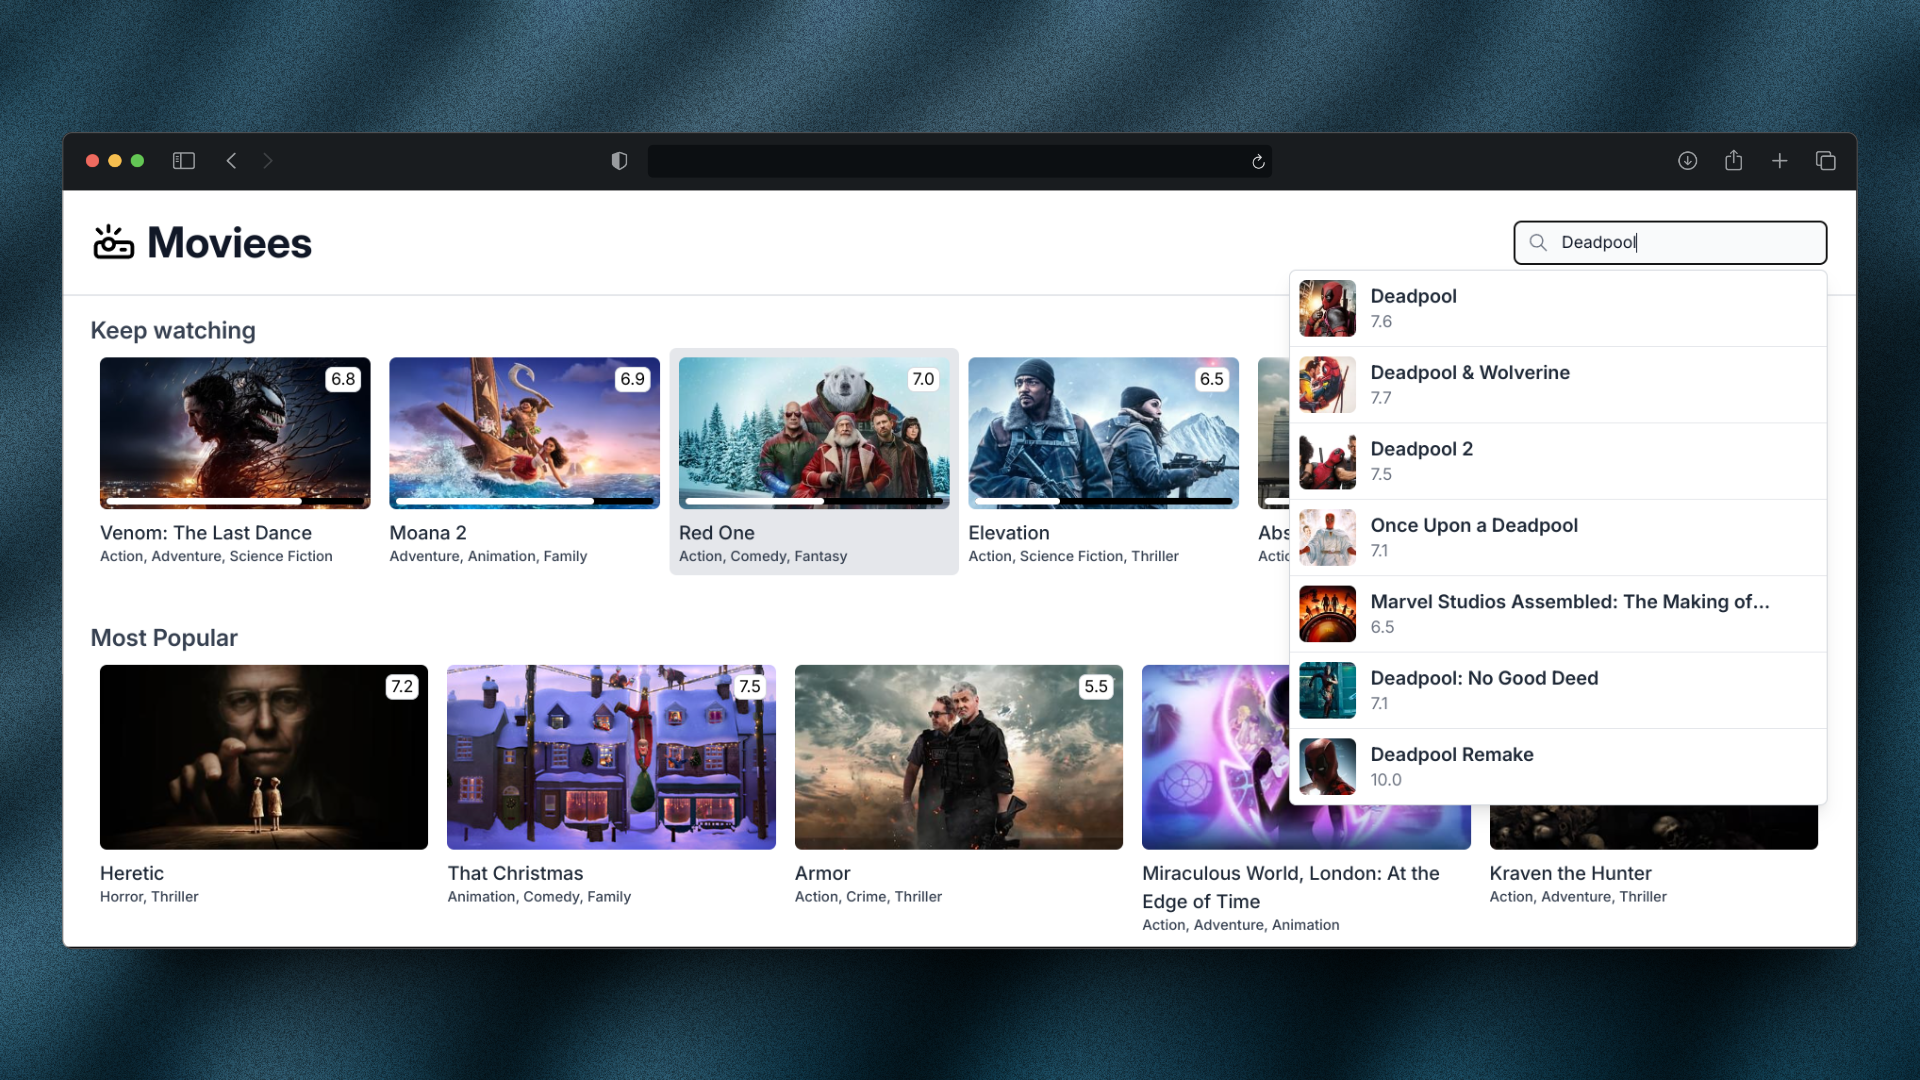 Moviees
Deadpool
Keep watching
6.8
Venom: The Last Dance
Action, Adventure, Science Fiction
6.9
Moana 2
Adventure, Animation, Family
7.0
Red One
Action, Comedy, Fantasy
6.5
Elevation
Action, Science Fiction, Thriller
Abs
Actio
Deadpool
7.6
Deadpool & Wolverine
7.7
Deadpool 2
7.5
Once Upon a Deadpool
7.1
Marvel Studios Assembled: The Making of...
6.5
Deadpool: No Good Deed
7.1
Deadpool Remake
10.0
Most Popular
7.2
Heretic
Horror, Thriller
7.5
That Christmas
Animation, Comedy, Family
5.5
Armor
Action, Crime, Thriller
Miraculous World, London: At the
Edge of Time
Action, Adventure, Animation
Kraven the Hunter
Action, Adventure, Thriller